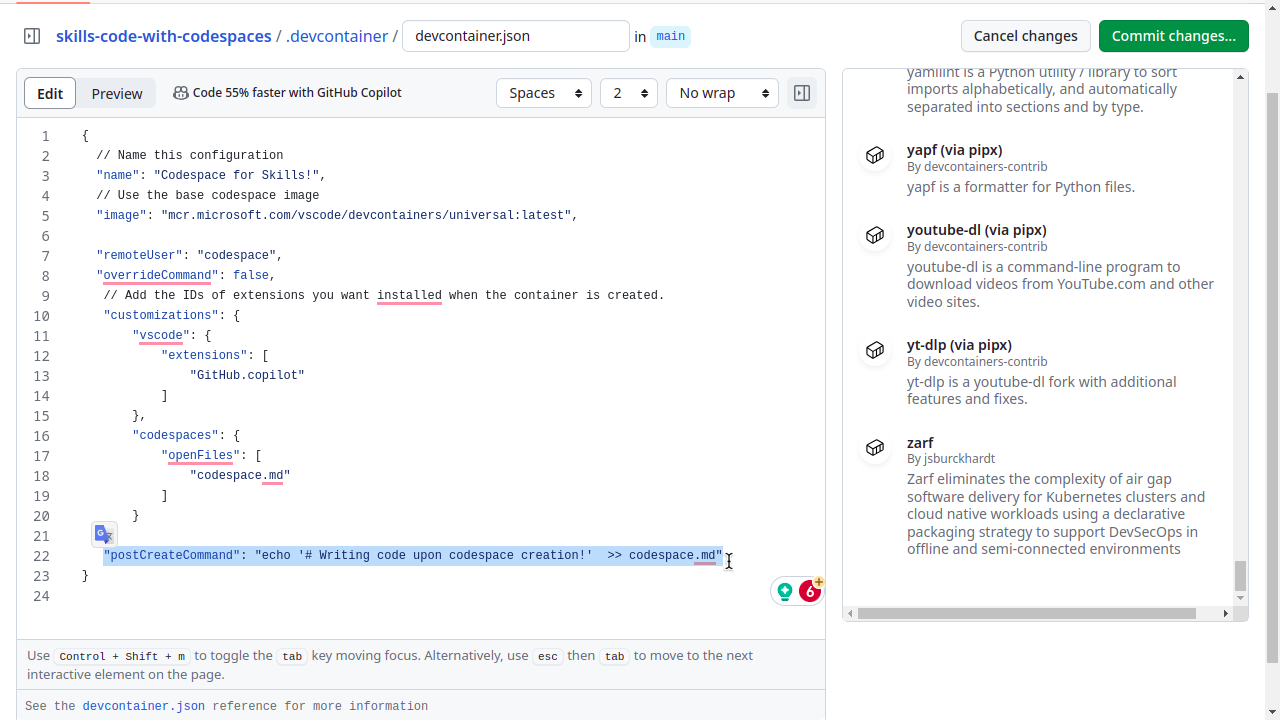 skills-code-with-codespaces / .devcontainer / devcontainer.json in main
Cancel changes
Commit changes...
Edit
Preview
Code 55% faster with GitHub Copilot
Spaces
2
No wrap
1 {
2 // Name this configuration
3 "name": "Codespace for Skills!",
4 // Use the base codespace image
5 "image": "mcr.microsoft.com/vscode/devcontainers/universal:latest",
6
7 "remoteUser": "codespace",
8 "overrideCommand": false,
9 // Add the IDs of extensions you want installed when the container is created.
10 "customizations": {
11 "vscode": {
12 "extensions": [
13 "GitHub.copilot"
14 ]
15 },
16 "codespaces": {
17 "openFiles": [
18 "codespace.md"
19 ]
20 }
21
22 "postCreateCommand": "echo '# Writing code upon codespace creation!'  >> codespace.md"
23 }
24
6
Use Control + Shift + m to toggle the tab key moving focus. Alternatively, use esc then tab to move to the next
interactive element on the page.
See the devcontainer.json reference for more information
yamllint is a Python utility / library to sort
imports alphabetically, and automatically
separated into sections and by type.
yapf (via pipx)
By devcontainers-contrib
yapf is a formatter for Python files.
youtube-dl (via pipx)
By devcontainers-contrib
youtube-dl is a command-line program to
download videos from YouTube.com and other
video sites.
yt-dlp (via pipx)
By devcontainers-contrib
yt-dlp is a youtube-dl fork with additional
features and fixes.
zarf
By jsburckhardt
Zarf eliminates the complexity of air gap
software delivery for Kubernetes clusters and
cloud native workloads using a declarative
packaging strategy to support DevSecOps in
offline and semi-connected environments